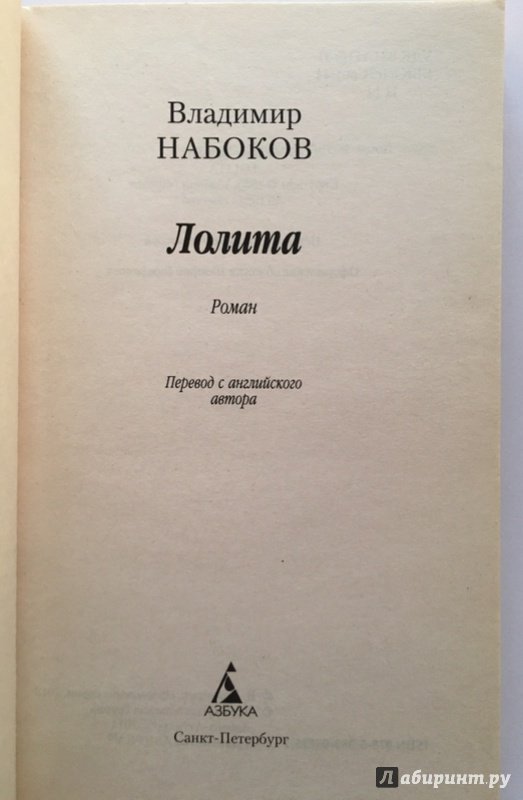 Владимир
НАБОКОВ
Лолита
Роман
Перевод с английского
автора
АЗБУКА
Санкт-Петербург
Лабиринт.ру